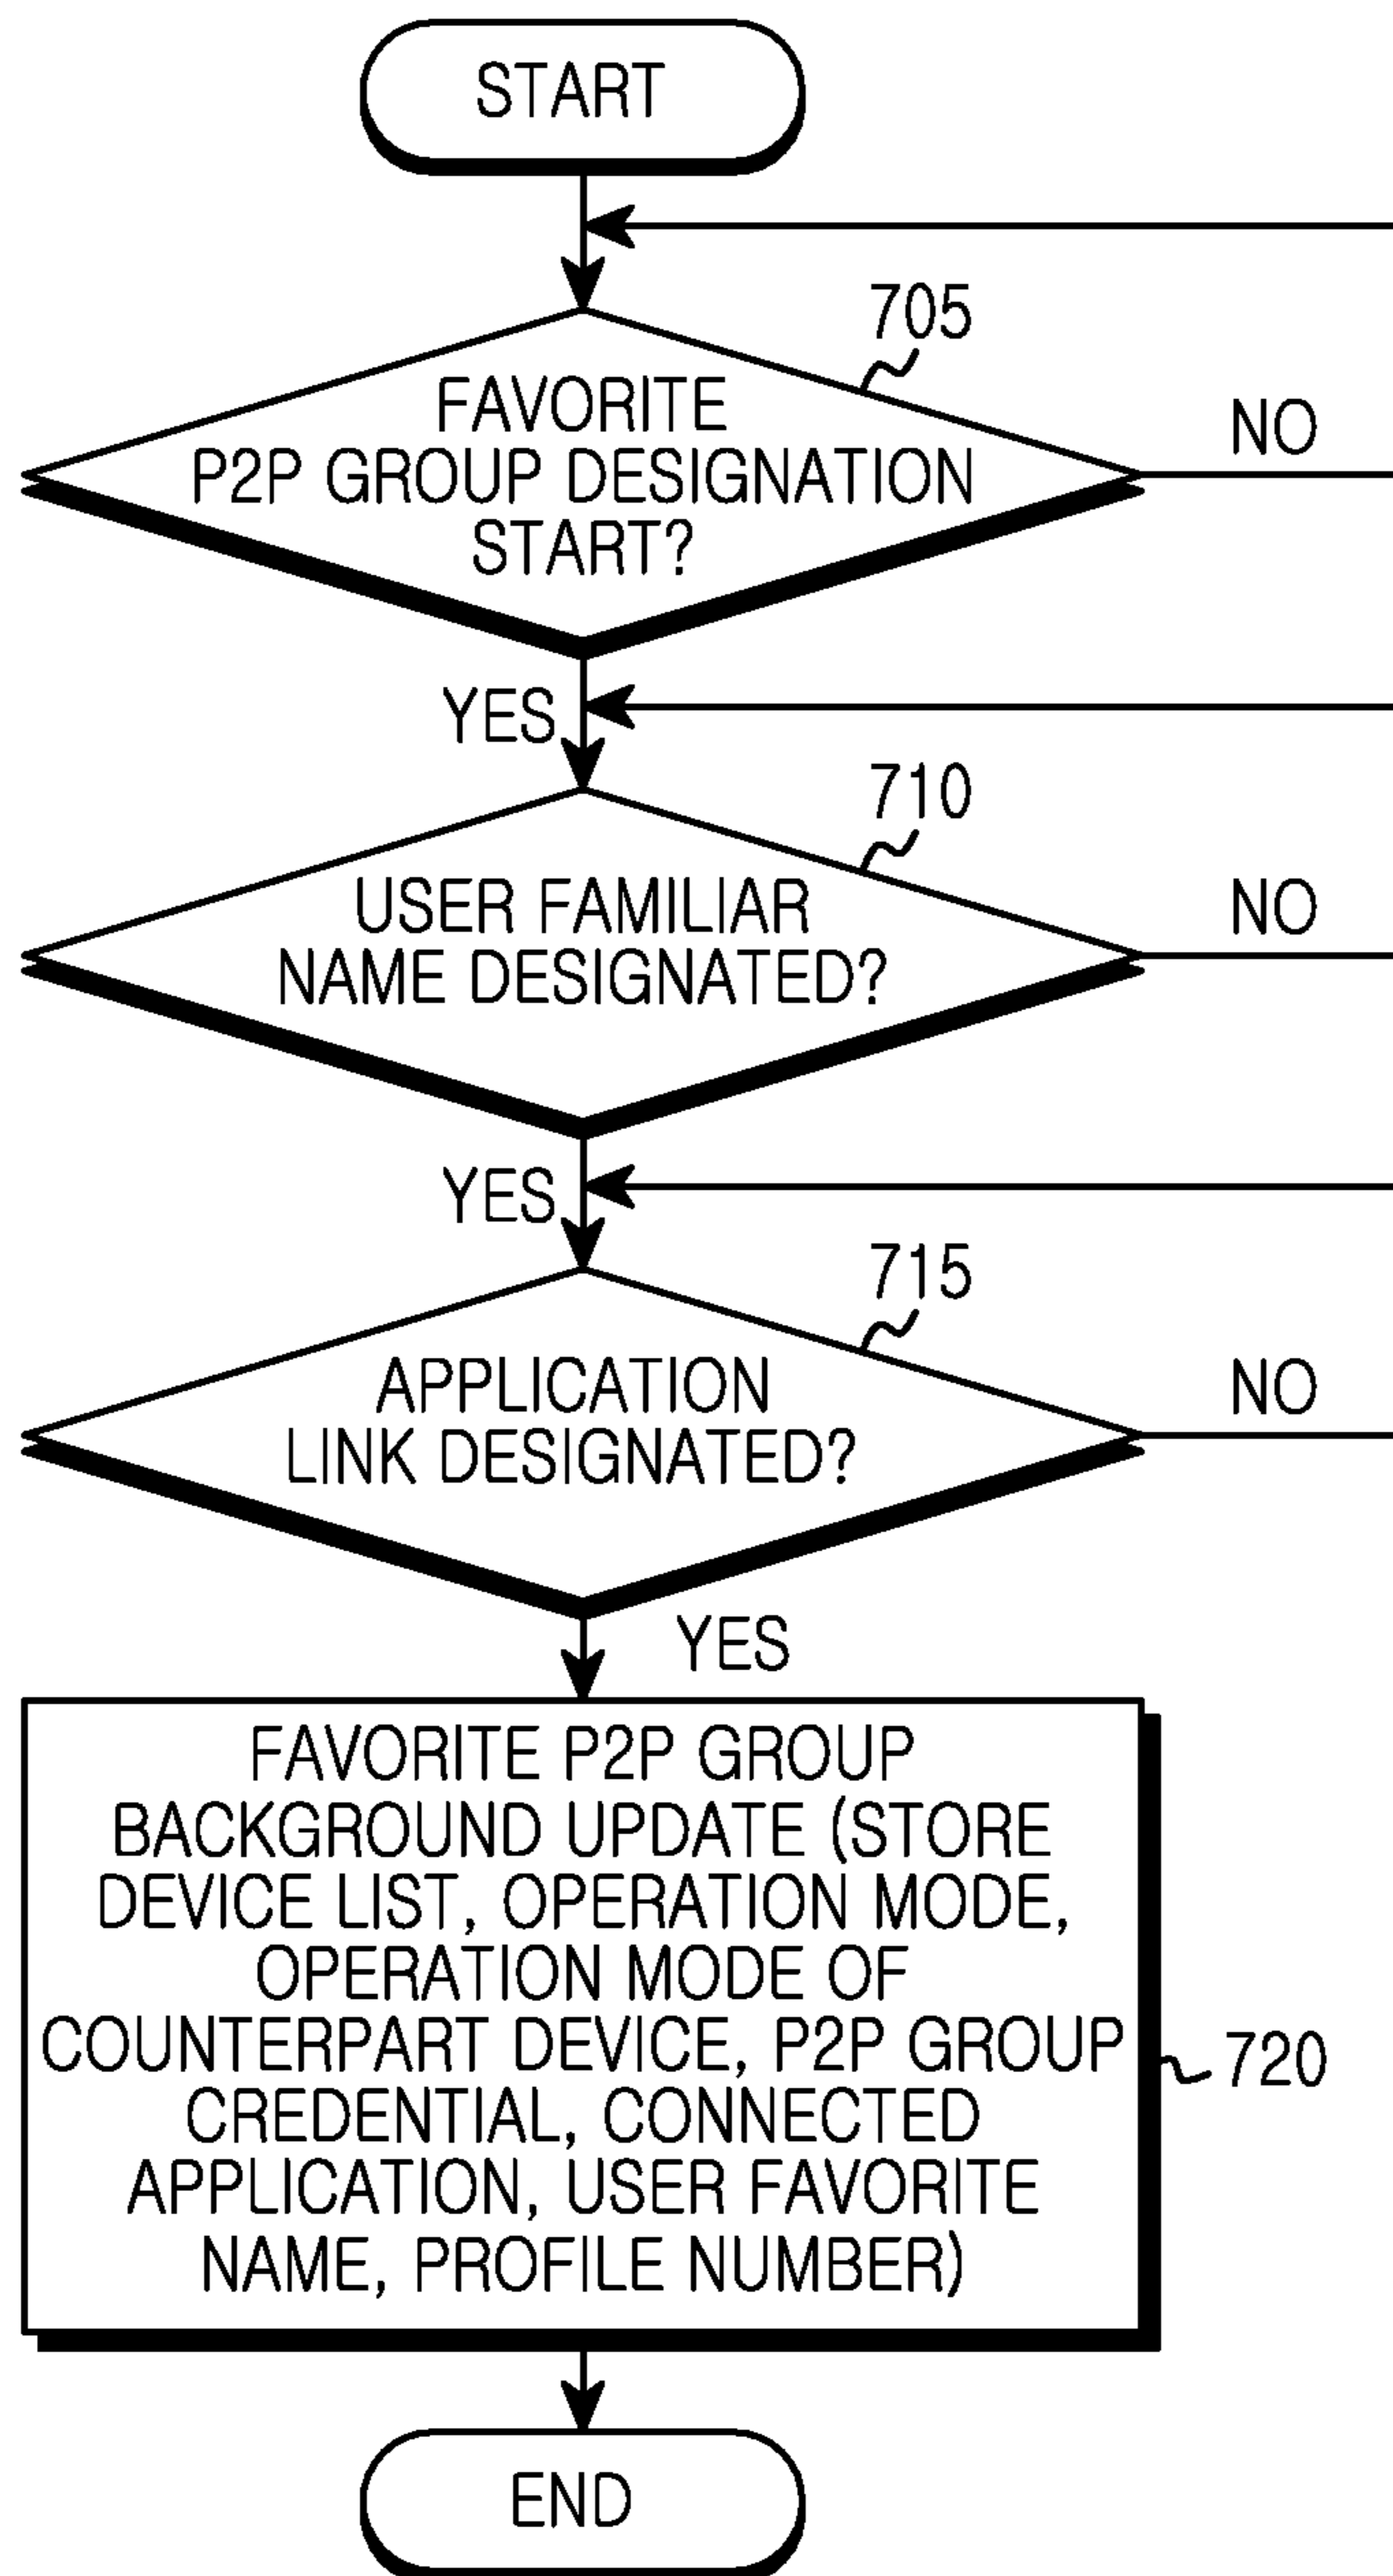 START
705
FAVORITE
P2P GROUP DESIGNATION
START?
NO
YES
710
USER FAMILIAR
NAME DESIGNATED?
NO
YES
715
APPLICATION
LINK DESIGNATED?
NO
YES
FAVORITE P2P GROUP
BACKGROUND UPDATE (STORE
DEVICE LIST, OPERATION MODE,
OPERATION MODE OF
COUNTERPART DEVICE, P2P GROUP
CREDENTIAL, CONNECTED
APPLICATION, USER FAVORITE
NAME, PROFILE NUMBER)
720
END